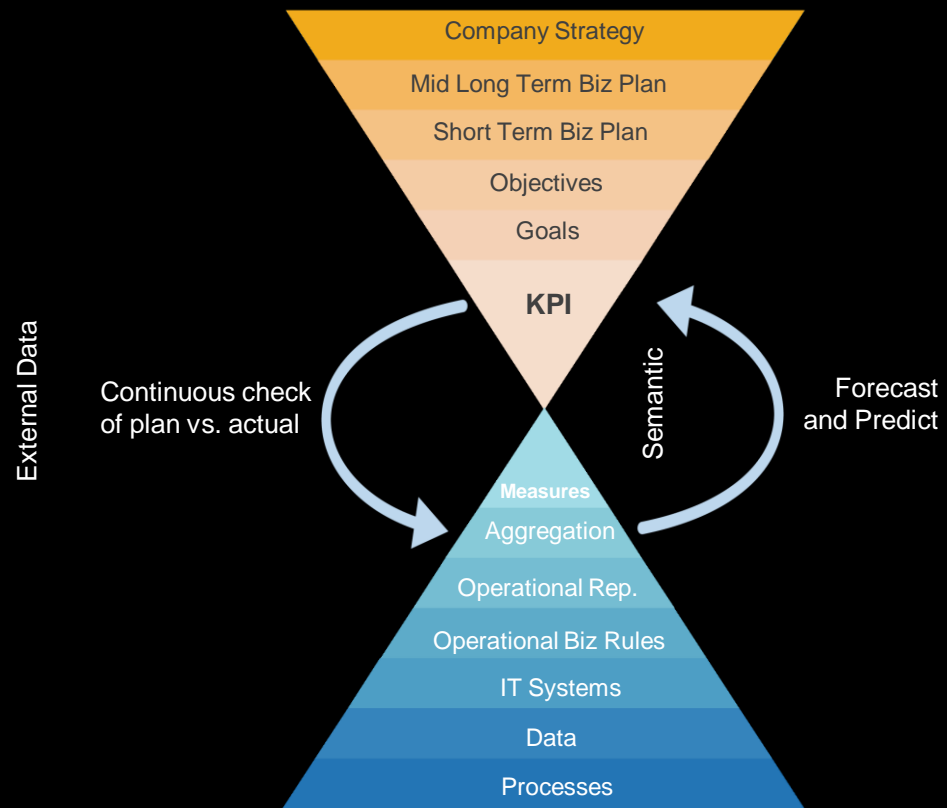 Company Strategy
Mid Long Term Biz Plan
Short Term Biz Plan
Objectives
Goals
KPI
External Data
Continuous check
of plan vs. actual
Semantic
Forecast
and Predict
Measures
Aggregation
Operational Rep.
Operational Biz Rules
IT Systems
Data
Processes